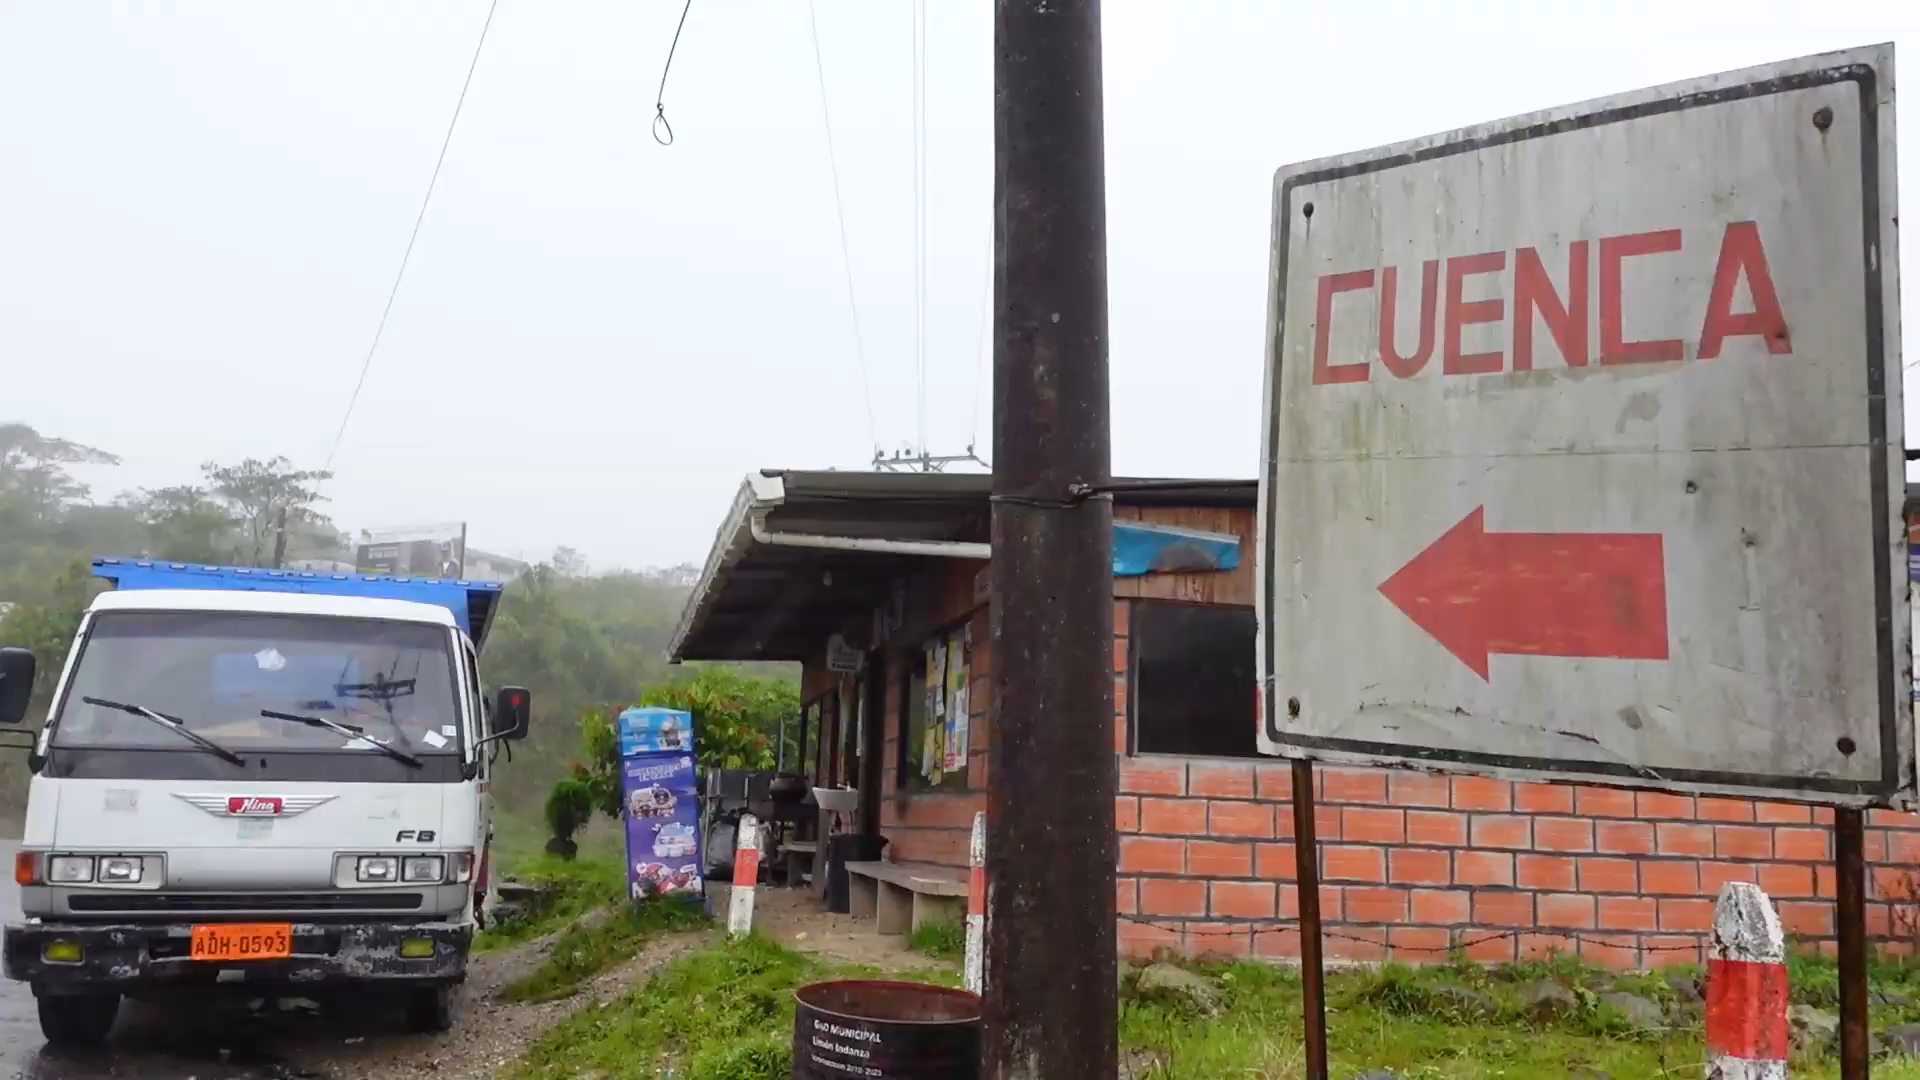 CUENCA
Hino
FB
ADH-0593
GAD MUNICIPAL
Limón Indanza